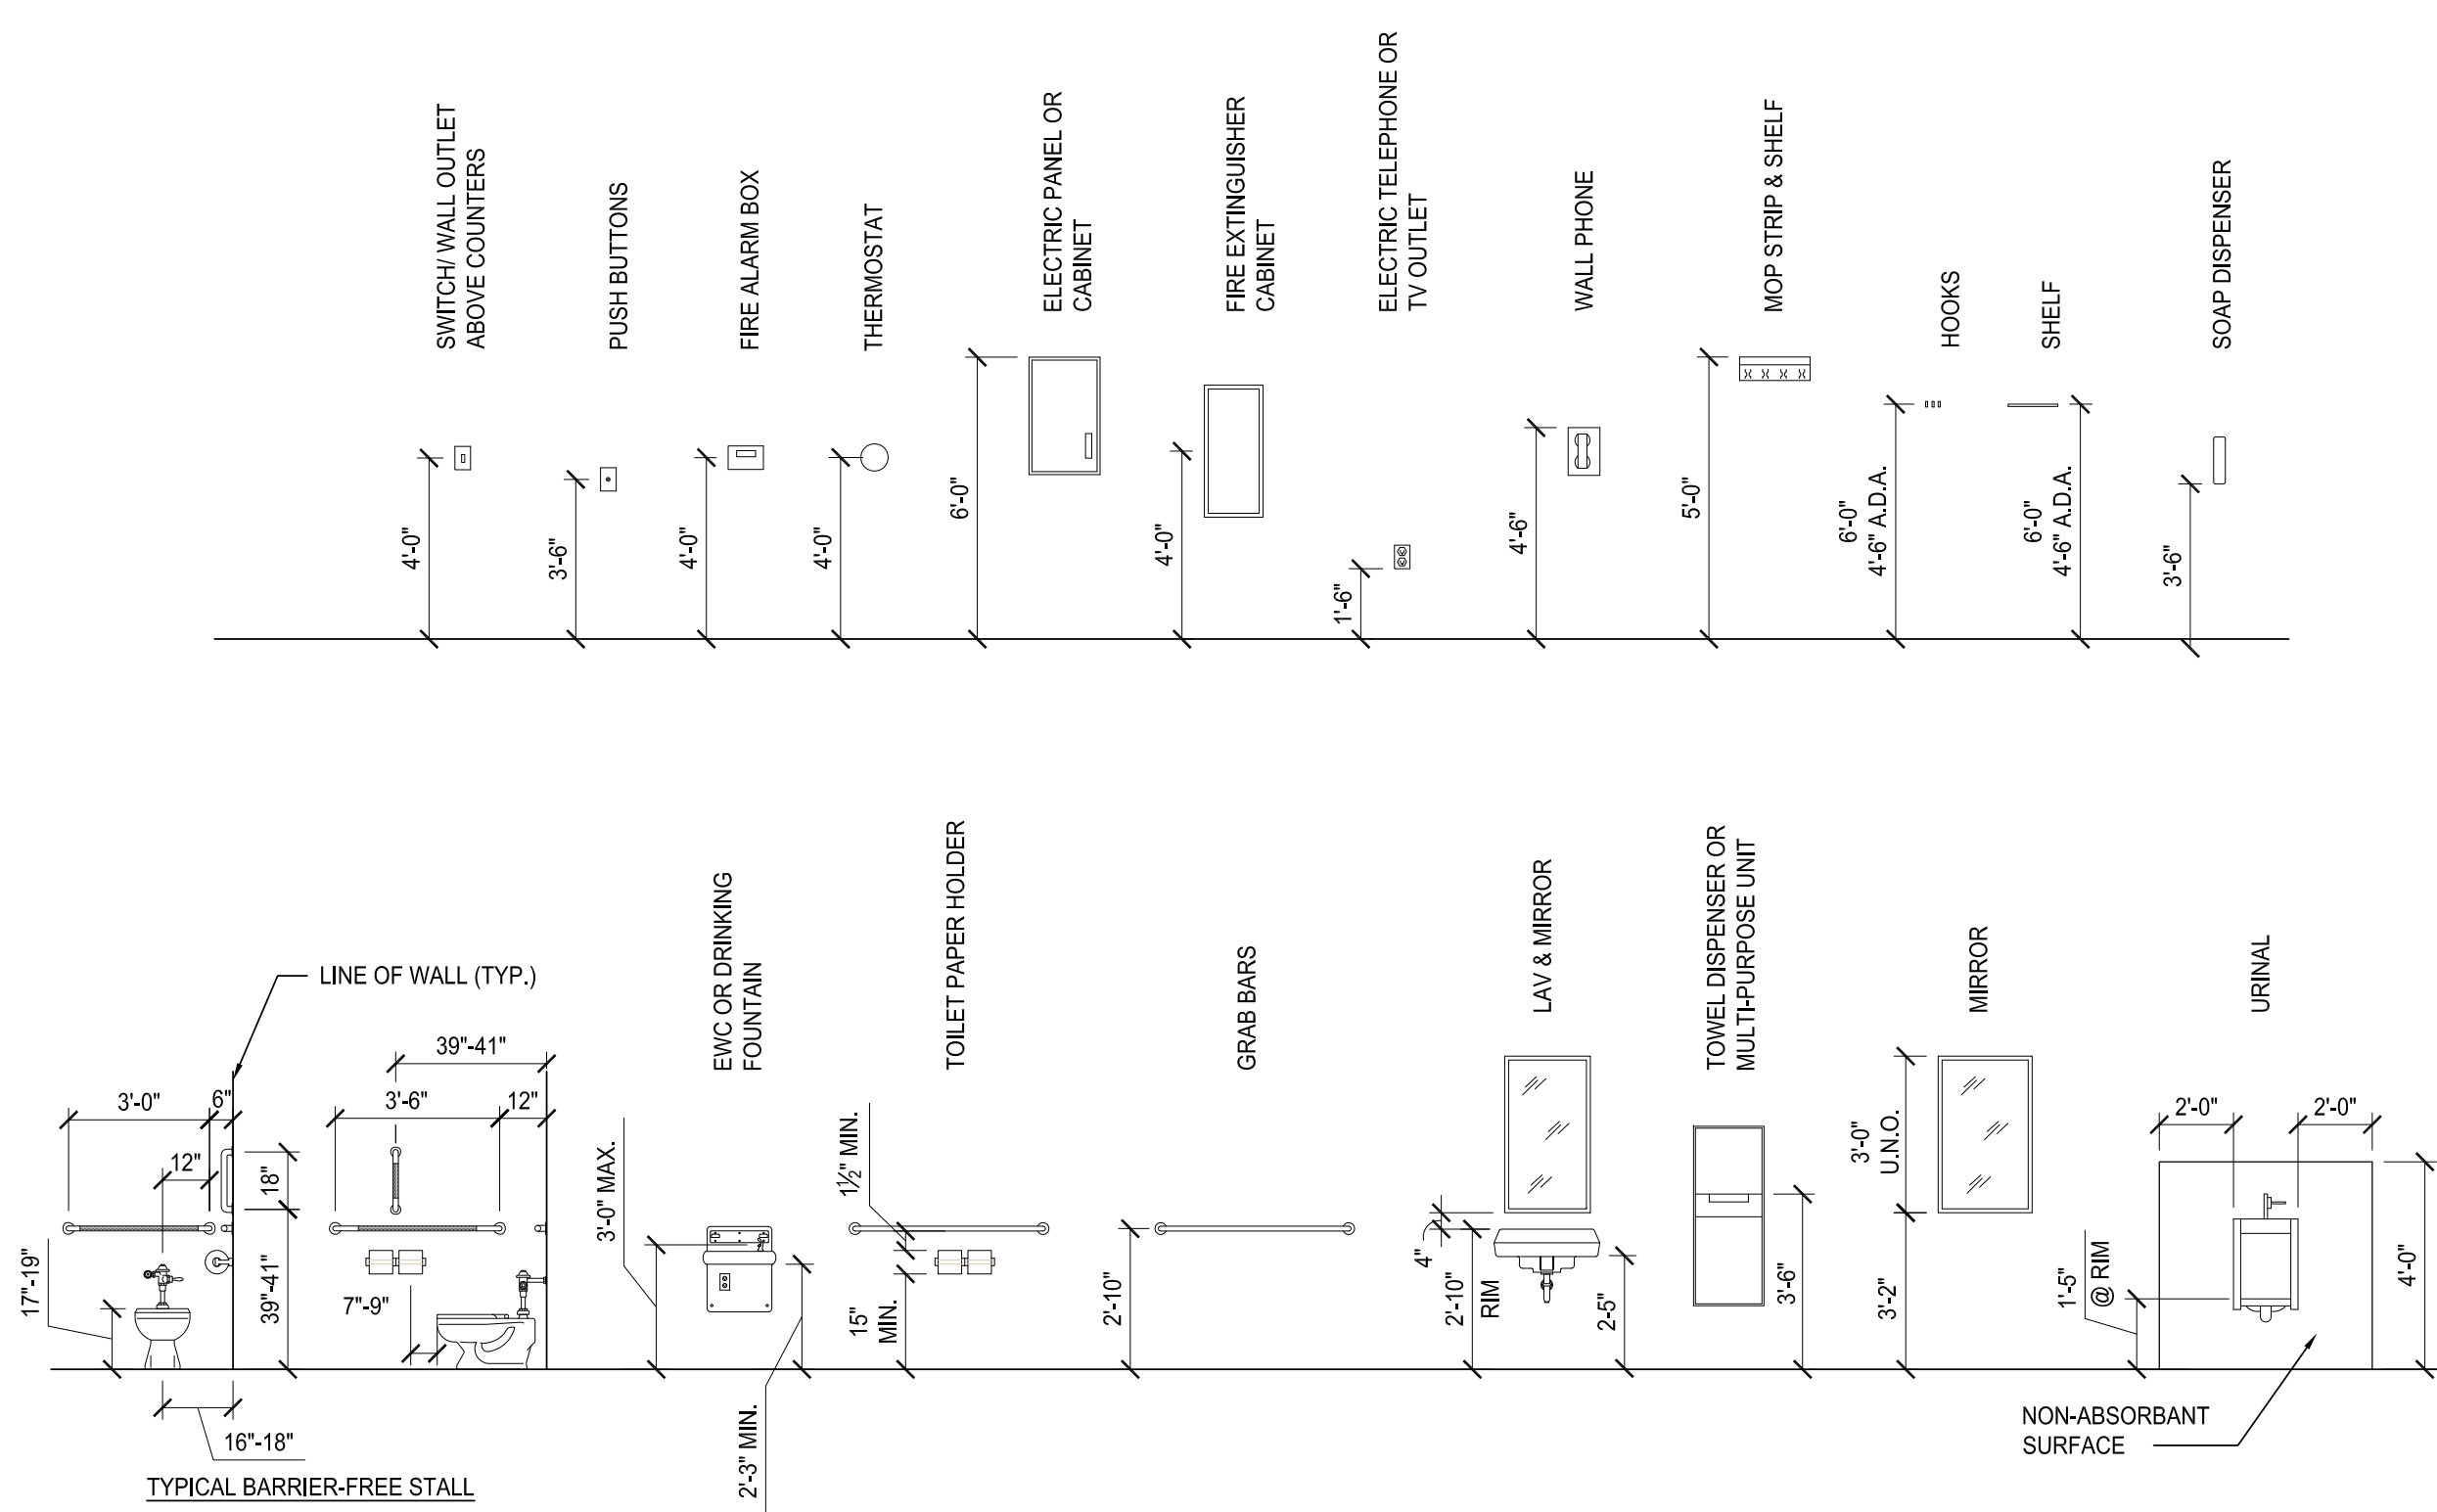 SWITCH/ WALL OUTLET
ABOVE COUNTERS
PUSH BUTTONS
FIRE ALARM BOX
THERMOSTAT
ELECTRIC PANEL OR
CABINET
FIRE EXTINGUISHER
CABINET
ELECTRIC TELEPHONE OR
TV OUTLET
WALL PHONE
MOP STRIP & SHELF
HOOKS
SHELF
SOAP DISPENSER
4'-0"
3'-6"
4'-0"
4'-0"
6'-0"
4'-0"
1'-6"
4'-6"
5'-0"
6'-0"
4'-6" A.D.A.
6'-0"
4'-6" A.D.A.
3'-6"
LINE OF WALL (TYP.)
3'-0"
6"
12"
18"
39"-41"
17"-19"
16"-18"
39"-41"
3'-6"
12"
7"-9"
TYPICAL BARRIER-FREE STALL
EWC OR DRINKING
FOUNTAIN
3'-0" MAX.
2'-3" MIN.
TOILET PAPER HOLDER
1½" MIN.
15"
MIN.
GRAB BARS
2'-10"
LAV & MIRROR
4"
2'-10"
RIM
2-5"
TOWEL DISPENSER OR
MULTI-PURPOSE UNIT
3'-6"
MIRROR
3'-0"
U.N.O.
3'-2"
URINAL
2'-0"
2'-0"
1'-5"
@ RIM
4'-0"
NON-ABSORBANT
SURFACE